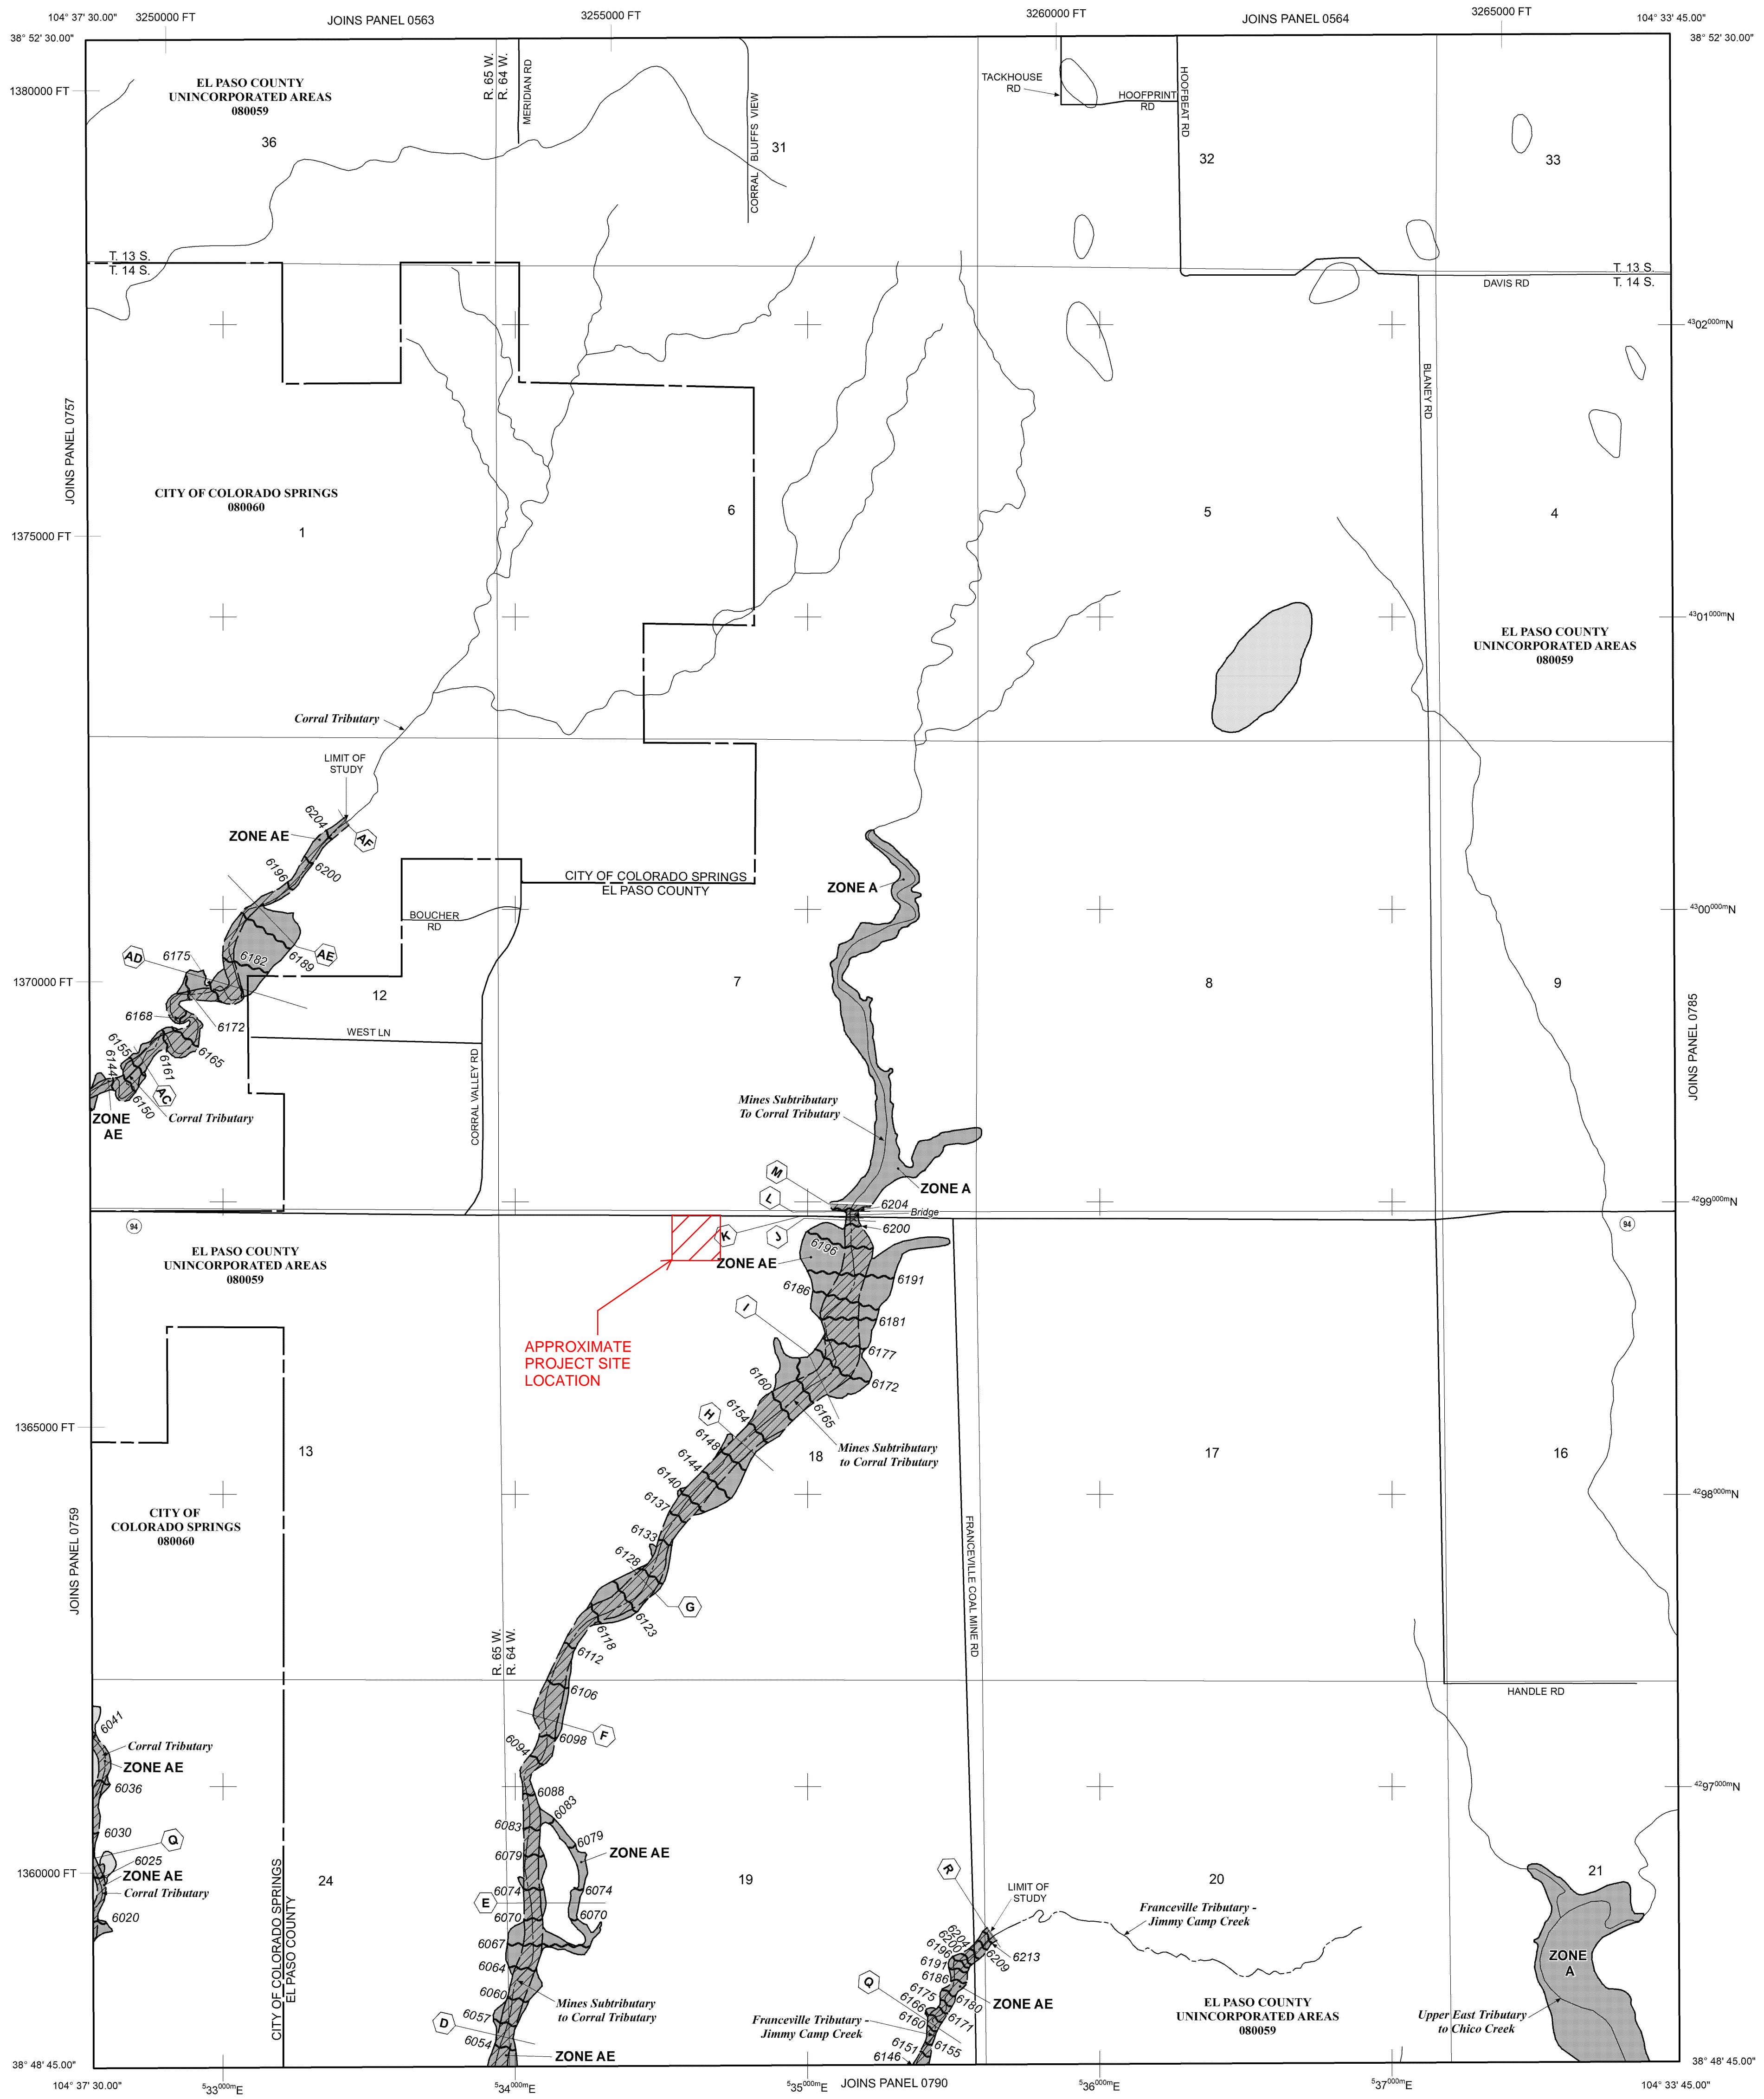 104° 37' 30.00"
3250000 FT
JOINS PANEL 0563
3255000 FT
3260000 FT
JOINS PANEL 0564
3265000 FT
104° 33' 45.00"
38° 52' 30.00"
38° 52' 30.00"
EL PASO COUNTY
UNINCORPORATED AREAS
080059
36
R. 65 W.
R. 64 W.
MERIDIAN RD
CORRAL BLUFFS VIEW
31
TACKHOUSE
RD
HOOFPRINT
RD
HOOFBEAT RD
32
33
1380000 FT
T. 13 S.
T. 14 S.
T. 13 S.
T. 14 S.
DAVIS RD
4302000mN
BLANEY RD
JOINS PANEL 0757
CITY OF COLORADO SPRINGS
080060
1
6
5
4
1375000 FT
4301000mN
EL PASO COUNTY
UNINCORPORATED AREAS
080059
Corral Tributary
LIMIT OF
STUDY
6204
AF
ZONE AE
6196
6200
CITY OF COLORADO SPRINGS
EL PASO COUNTY
ZONE A
BOUCHER
RD
4300000mN
AD
6175
6182
6189
AE
1370000 FT
12
7
8
9
6168
6172
WEST LN
6155
6144
6161
6165
AC
6150
Corral Tributary
ZONE
AE
CORRAL VALLEY RD
Mines Subtributary
To Corral Tributary
JOINS PANEL 0785
M
L
ZONE A
6204
Bridge
6200
4299000mN
94
94
K
J
EL PASO COUNTY
UNINCORPORATED AREAS
080059
6196
ZONE AE
6191
6186
6181
I
6177
6172
APPROXIMATE
PROJECT SITE
LOCATION
6160
6165
6154
H
6148
1365000 FT
13
18
17
16
Mines Subtributary
to Corral Tributary
6144
6140
6137
4298000mN
CITY OF
COLORADO SPRINGS
080060
JOINS PANEL 0759
6133
6128
G
6123
6118
6112
FRANCEVILLE COAL MINE RD
R. 65 W.
R. 64 W.
6106
HANDLE RD
F
6098
6094
6041
Corral Tributary
ZONE AE
6036
4297000mN
6088
6083
6083
6079
6079
ZONE AE
6030
Q
6025
ZONE AE
Corral Tributary
6020
1360000 FT
24
19
20
21
6074
6074
E
6070
6070
6067
6064
6060
6057
6054
D
Mines Subtributary
to Corral Tributary
ZONE AE
CITY OF COLORADO SPRINGS
EL PASO COUNTY
R
LIMIT OF
STUDY
Franceville Tributary -
Jimmy Camp Creek
6204
6200
6196
6191
6213
6209
6186
Q
6175
6180
ZONE AE
6166
6171
6160
Franceville Tributary -
Jimmy Camp Creek
6151
6155
6146
EL PASO COUNTY
UNINCORPORATED AREAS
080059
ZONE
A
Upper East Tributary
to Chico Creek
38° 48' 45.00"
38° 48' 45.00"
104° 37' 30.00"
533000mE
534000mE
535000mE
JOINS PANEL 0790
536000mE
537000mE
104° 33' 45.00"